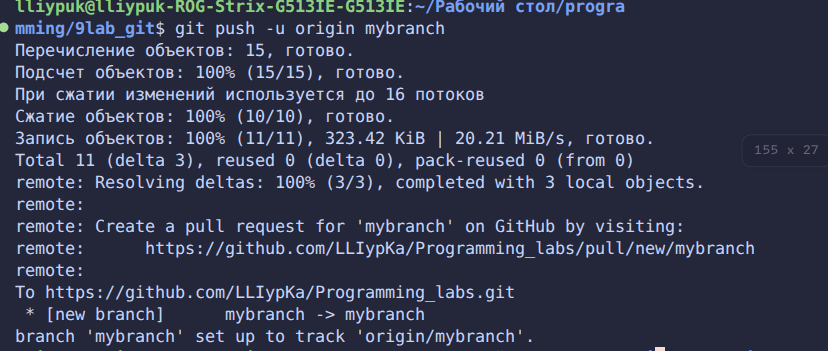 lliypuk@lliypuk-ROG-Strix-G513IE-G513IE:~/Рабочий стол/progra
mming/9lab_git$ git push -u origin mybranch
Перечисление объектов: 15, готово.
Подсчет объектов: 100% (15/15), готово.
При сжатии изменений используется до 16 потоков
Сжатие объектов: 100% (10/10), готово.
Запись объектов: 100% (11/11), 323.42 KiB | 20.21 MiB/s, готово.
155 x 27
Total 11 (delta 3), reused 0 (delta 0), pack-reused 0 (from 0)
remote: Resolving deltas: 100% (3/3), completed with 3 local objects.
remote:
remote: Create a pull request for 'mybranch' on GitHub by visiting:
remote:      https://github.com/LLIypKa/Programming_labs/pull/new/mybranch
remote:
To https://github.com/LLIypKa/Programming_labs.git
 * [new branch]      mybranch -> mybranch
branch 'mybranch' set up to track 'origin/mybranch'.